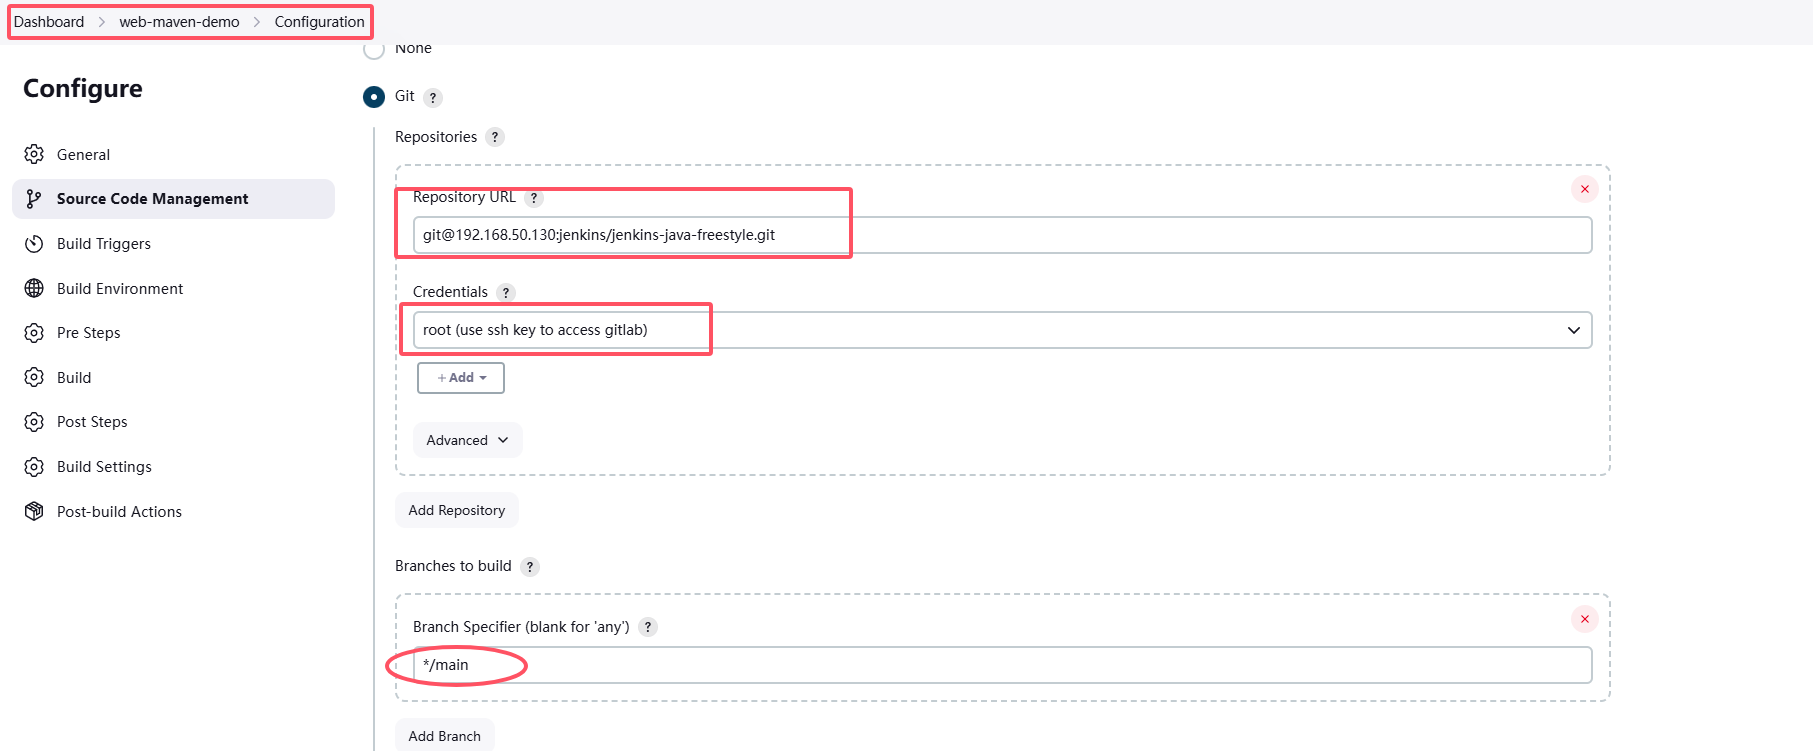 Dashboard > web-maven-demo > Configuration
None
Configure
Git ?
Repositories ?
General
Source Code Management
Build Triggers
Build Environment
Pre Steps
Build
Post Steps
Build Settings
Post-build Actions
Repository URL ?
git@192.168.50.130:jenkins/jenkins-java-freestyle.git
Credentials ?
root (use ssh key to access gitlab)
+ Add
Advanced
Add Repository
Branches to build ?
Branch Specifier (blank for 'any') ?
*/main
Add Branch